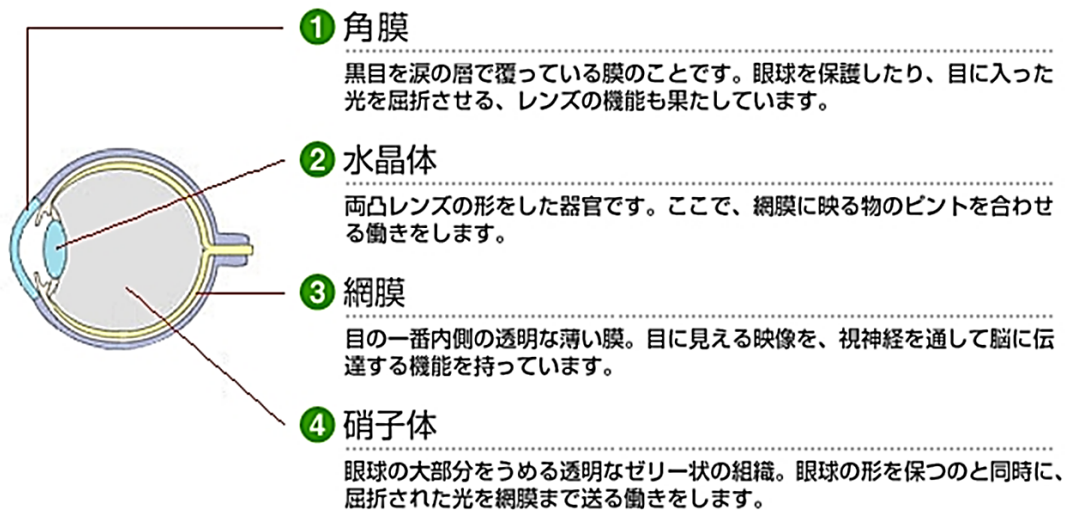 1 角膜
黒目を涙の層で覆っている膜のことです。眼球を保護したり、目に入った
光を屈折させる、レンズの機能も果たしています。
2 水晶体
両凸レンズの形をした器官です。ここで、網膜に映る物のピントを合わせ
る働きをします。
3 網膜
目の一番内側の透明な薄い膜。目に見える映像を、視神経を通して脳に伝
達する機能を持っています。
4 硝子体
眼球の大部分をうめる透明なゼリー状の組織。眼球の形を保つのと同時に、
屈折された光を網膜まで送る働きをします。